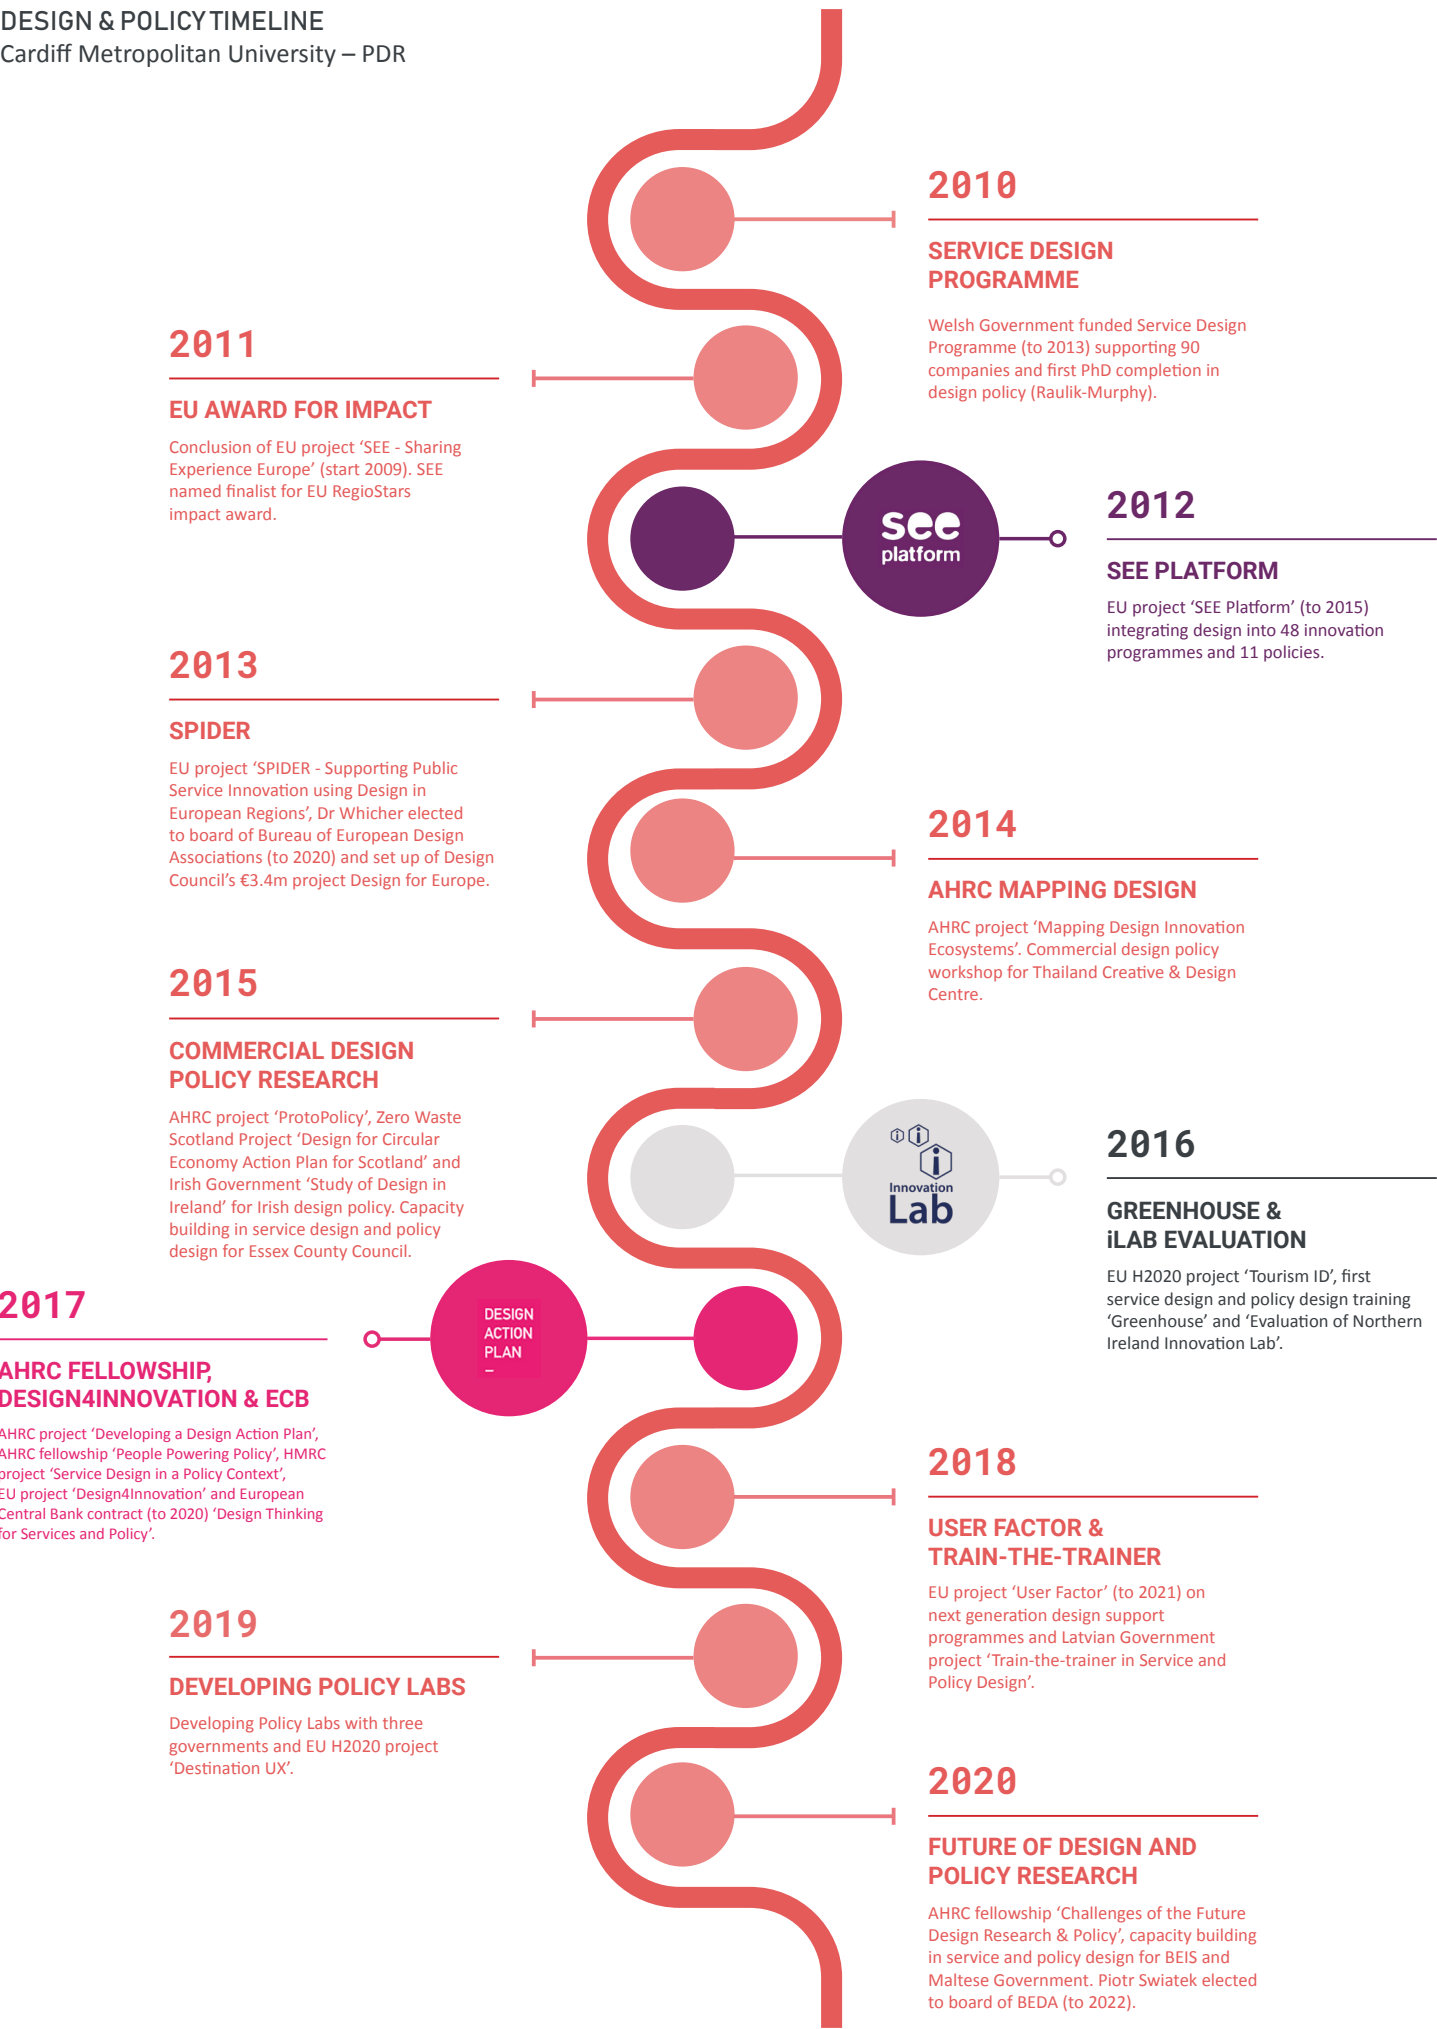 DESIGN & POLICY TIMELINE
Cardiff Metropolitan University – PDR
2010
SERVICE DESIGN
PROGRAMME
Welsh Government funded Service Design
Programme (to 2013) supporting 90
companies and first PhD completion in
design policy (Raulik-Murphy).
2011
EU AWARD FOR IMPACT
Conclusion of EU project ‘SEE - Sharing
Experience Europe’ (start 2009). SEE
named finalist for EU RegioStars
impact award.
see
platform
2012
SEE PLATFORM
EU project ‘SEE Platform’ (to 2015)
integrating design into 48 innovation
programmes and 11 policies.
2013
SPIDER
EU project ‘SPIDER - Supporting Public
Service Innovation using Design in
European Regions’, Dr Whicher elected
to board of Bureau of European Design
Associations (to 2020) and set up of Design
Council’s €3.4m project Design for Europe.
2014
AHRC MAPPING DESIGN
AHRC project ‘Mapping Design Innovation
Ecosystems’. Commercial design policy
workshop for Thailand Creative & Design
Centre.
2015
COMMERCIAL DESIGN
POLICY RESEARCH
AHRC project ‘ProtoPolicy’, Zero Waste
Scotland Project ‘Design for Circular
Economy Action Plan for Scotland’ and
Irish Government ‘Study of Design in
Ireland’ for Irish design policy. Capacity
building in service design and policy
design for Essex County Council.
i i
i
Innovation
Lab
2016
GREENHOUSE &
iLAB EVALUATION
EU H2020 project ‘Tourism ID’, first
service design and policy design training
‘Greenhouse’ and ‘Evaluation of Northern
Ireland Innovation Lab’.
2017
AHRC FELLOWSHIP,
DESIGN4INNOVATION & ECB
AHRC project ‘Developing a Design Action Plan’,
AHRC fellowship ‘People Powering Policy’, HMRC
project ‘Service Design in a Policy Context’,
EU project ‘Design4Innovation’ and European
Central Bank contract (to 2020) ‘Design Thinking
for Services and Policy’.
DESIGN
ACTION
PLAN
–
2018
USER FACTOR &
TRAIN-THE-TRAINER
EU project ‘User Factor’ (to 2021) on
next generation design support
programmes and Latvian Government
project ‘Train-the-trainer in Service and
Policy Design’.
2019
DEVELOPING POLICY LABS
Developing Policy Labs with three
governments and EU H2020 project
‘Destination UX’.
2020
FUTURE OF DESIGN AND
POLICY RESEARCH
AHRC fellowship ‘Challenges of the Future
Design Research & Policy’, capacity building
in service and policy design for BEIS and
Maltese Government. Piotr Swiatek elected
to board of BEDA (to 2022).